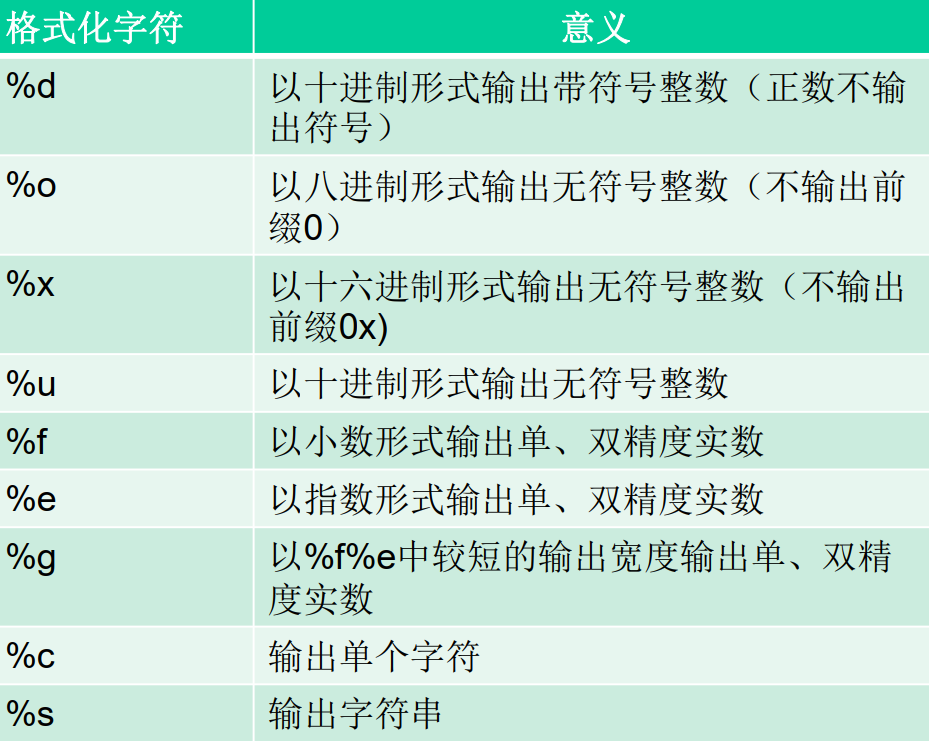 格式化字符 意义
%d 以十进制形式输出带符号整数（正数不输
出符号）
%o 以八进制形式输出无符号整数（不输出前
缀0）
%x 以十六进制形式输出无符号整数（不输出
前缀0x)
%u 以十进制形式输出无符号整数
%f 以小数形式输出单、双精度实数
%e 以指数形式输出单、双精度实数
%g 以%f%e中较短的输出宽度输出单、双精
度实数
%c 输出单个字符
%s 输出字符串